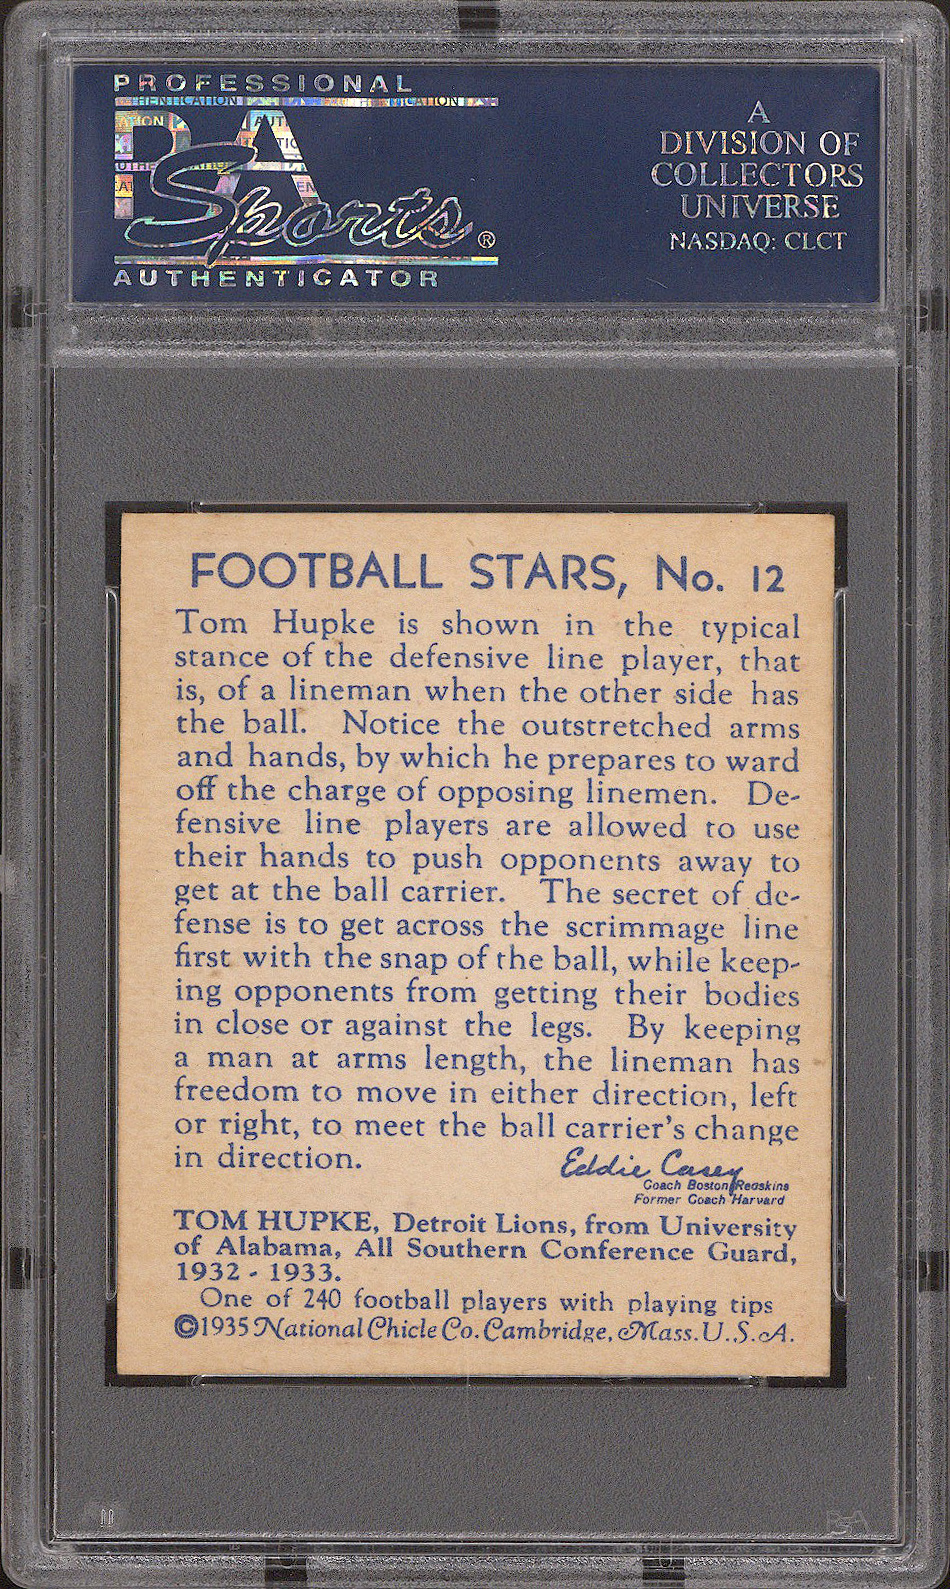 PROFESSIONAL
PSA
Sports®
AUTHENTICATOR
A
DIVISION OF
COLLECTORS
UNIVERSE
NASDAQ: CLCT
FOOTBALL STARS, No. 12
Tom Hupke is shown in the typical
stance of the defensive line player, that
is, of a lineman when the other side has
the ball. Notice the outstretched arms
and hands, by which he prepares to ward
off the charge of opposing linemen. De-
fensive line players are allowed to use
their hands to push opponents away to
get at the ball carrier. The secret of de-
fense is to get across the scrimmage line
first with the snap of the ball, while keep-
ing opponents from getting their bodies
in close or against the legs. By keeping
a man at arms length, the lineman has
freedom to move in either direction, left
or right, to meet the ball carrier's change
in direction.
Eddie Casey
Coach Boston Redskins
Former Coach Harvard
TOM HUPKE, Detroit Lions, from University
of Alabama, All Southern Conference Guard,
1932 - 1933.
One of 240 football players with playing tips
©1935 National Chicle Co. Cambridge, Mass. U.S.A.
PSA